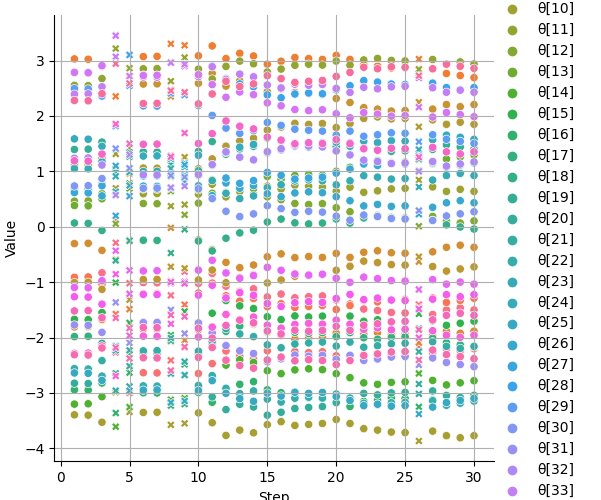 Value
3
2
1
0
−1
−2
−3
−4
0 5 10 15 20 25 30
Step
θ[10]
θ[11]
θ[12]
θ[13]
θ[14]
θ[15]
θ[16]
θ[17]
θ[18]
θ[19]
θ[20]
θ[21]
θ[22]
θ[23]
θ[24]
θ[25]
θ[26]
θ[27]
θ[28]
θ[29]
θ[30]
θ[31]
θ[32]
θ[33]